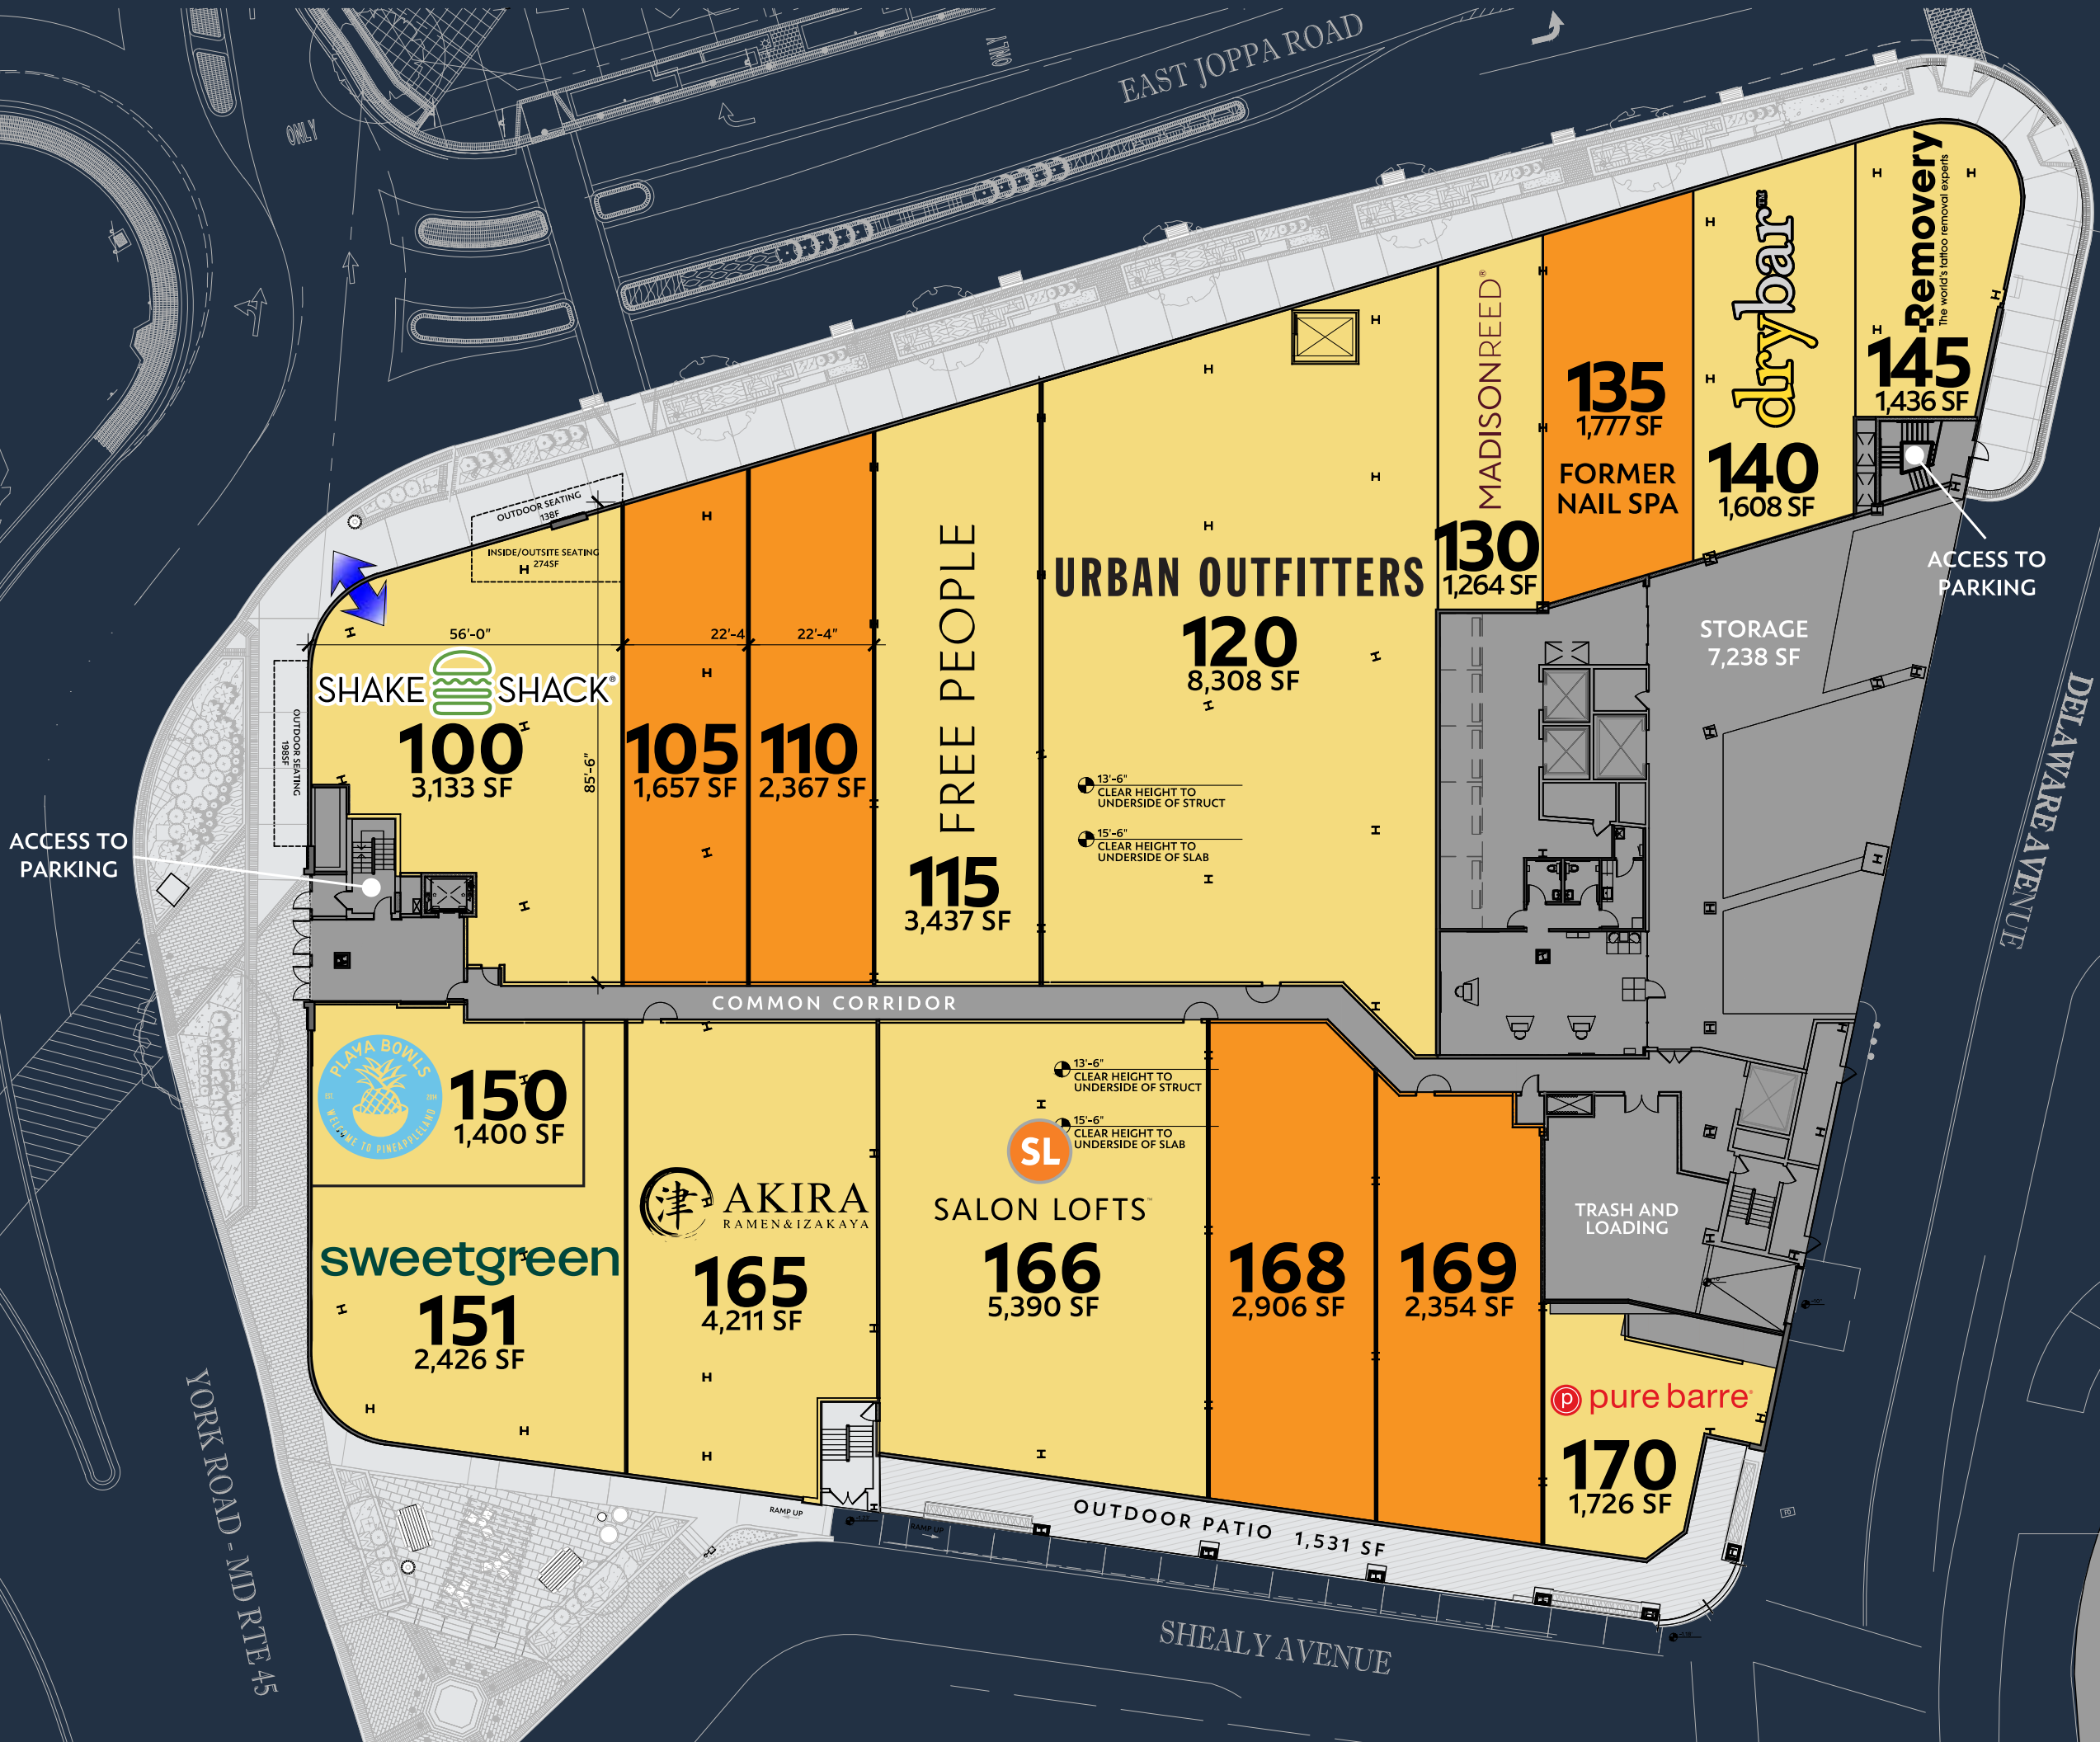 EAST JOPPA ROAD
ONLY
ONLY
Removery
The world's tattoo removal experts
145
1,436 SF
drybar™
140
1,608 SF
135
1,777 SF
FORMER
NAIL SPA
MADISONREED®
130
1,264 SF
ACCESS TO
PARKING
STORAGE
7,238 SF
DELAWARE AVENUE
OUTDOOR SEATING
138F
INSIDE/OUTSITE SEATING
274SF
56'-0"
22'-4
22'-4"
85'-6"
SHAKE SHACK®
100
3,133 SF
OUTDOOR SEATING
198SF
105
1,657 SF
110
2,367 SF
FREE PEOPLE
115
3,437 SF
URBAN OUTFITTERS
120
8,308 SF
13'-6"
CLEAR HEIGHT TO
UNDERSIDE OF STRUCT
15'-6"
CLEAR HEIGHT TO
UNDERSIDE OF SLAB
ACCESS TO
PARKING
COMMON CORRIDOR
PLAYA BOWLS
WELCOME TO PINEAPPLELAND
150
1,400 SF
sweetgreen
151
2,426 SF
津 AKIRA
RAMEN&IZAKAYA
165
4,211 SF
13'-6"
CLEAR HEIGHT TO
UNDERSIDE OF STRUCT
15'-6"
CLEAR HEIGHT TO
UNDERSIDE OF SLAB
SL
SALON LOFTS™
166
5,390 SF
168
2,906 SF
169
2,354 SF
TRASH AND
LOADING
p pure barre
170
1,726 SF
RAMP UP
RAMP UP
OUTDOOR PATIO 1,531 SF
YORK ROAD - MD RTE 45
SHEALY AVENUE